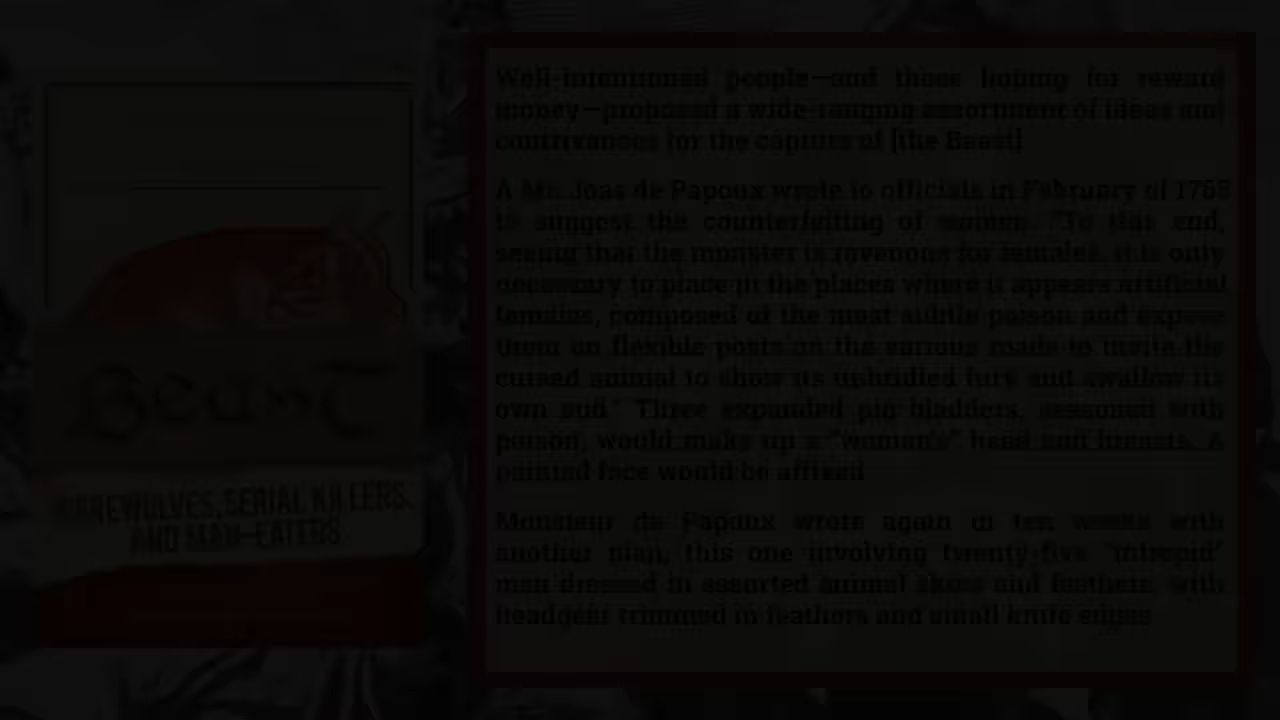 Beast
WEREWOLVES, SERIAL KILLERS,
AND MAN-EATERS
Well-intentioned people—and those hoping for reward
money—proposed a wide-ranging assortment of ideas and
contrivances for the capture of [the Beast]
A Mr. Joas de Papoux wrote to officials in February of 1765
to suggest the counterfeiting of women. "To that end,
seeing that the monster is ravenous for females, it is only
necessary to place in the places where it appears artificial
females, composed of the most subtle poison and expose
them on flexible posts on the various roads to invite the
cursed animal to show its unbridled fury and swallow its
own end." Three expanded pig bladders, seasoned with
poison, would make up a "woman's" head and breasts. A
painted face would be affixed
Monsieur de Papoux wrote again in ten weeks with
another plan, this one involving twenty-five "intrepid"
men dressed in assorted animal skins and feathers, with
headgear trimmed in feathers and small knife edges